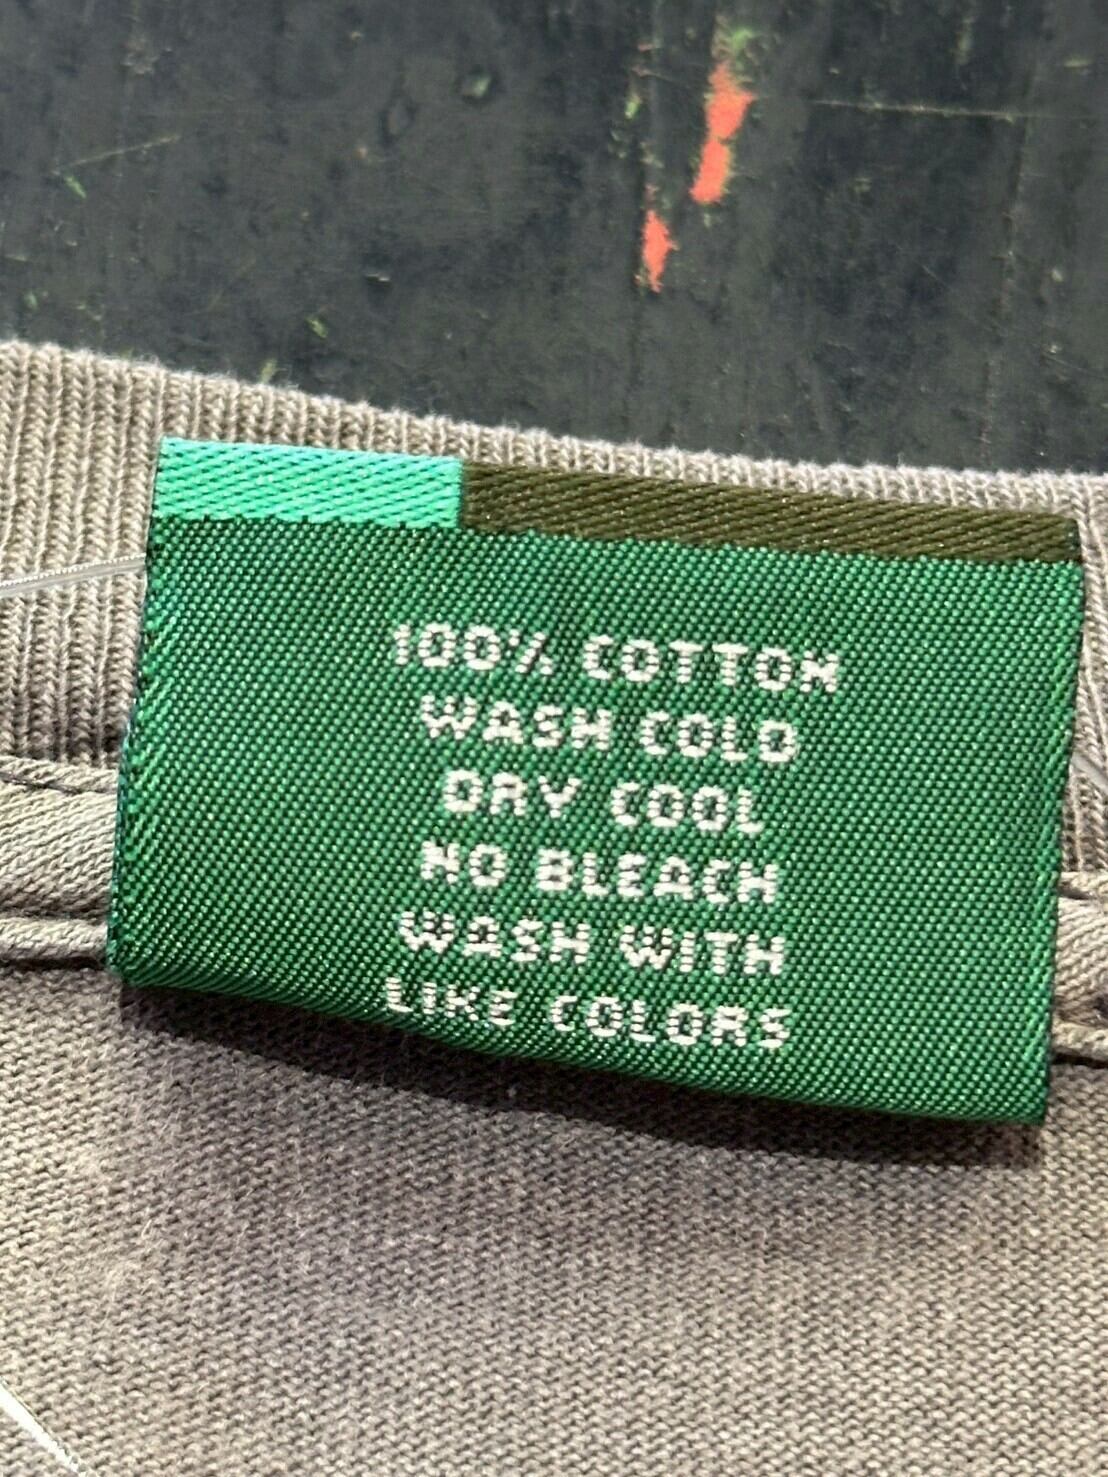 100% COTTON
WASH COLD
DRY COOL
NO BLEACH
WASH WITH
LIKE COLORS